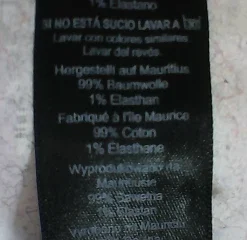 1% Elastano
SI NO ESTÁ SUCIO LAVAR A
Lavar con colores similares
Lavar del revés.
Hergestellt auf Mauritius
99% Baumwolle
1% Elasthan
Fabriqué à l'île Maurice
99% Coton
1% Elasthane
Wyprodukowano na
Mauritiusie
99% Bawełna
1% Elastan